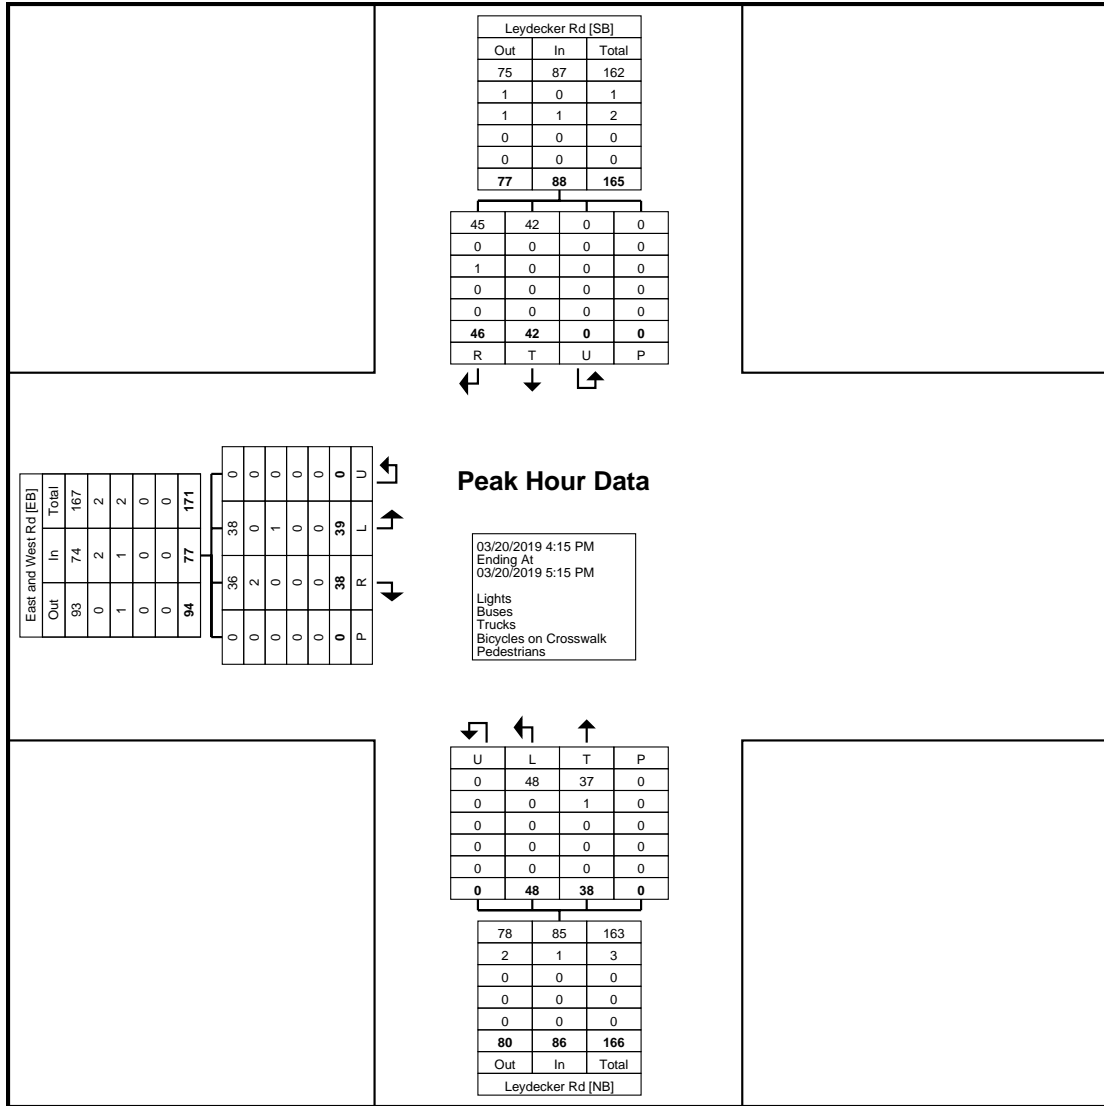 Leydecker Rd [SB]
Out In Total
75 87 162
1 0 1
1 1 2
0 0 0
0 0 0
77 88 165
45 42 0 0
0 0 0 0
1 0 0 0
0 0 0 0
0 0 0 0
46 42 0 0
R T U P
East and West Rd [EB]
Out In Total
93 74 167
0 2 2
1 1 2
0 0 0
0 0 0
94 77 171
0 36 38 0
0 2 0 0
0 0 1 0
0 0 0 0
0 0 0 0
0 38 39 0
P R L U
Peak Hour Data
03/20/2019 4:15 PM
Ending At
03/20/2019 5:15 PM
Lights
Buses
Trucks
Bicycles on Crosswalk
Pedestrians
U L T P
0 48 37 0
0 0 1 0
0 0 0 0
0 0 0 0
0 0 0 0
0 48 38 0
78 85 163
2 1 3
0 0 0
0 0 0
0 0 0
80 86 166
Out In Total
Leydecker Rd [NB]